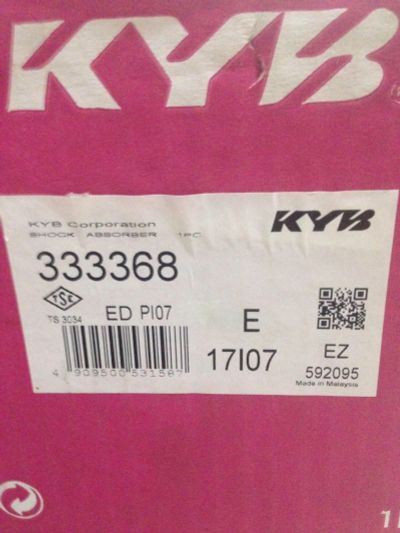 KYB
KYB Corporation
SHOCK ABSORBER 1PC
KYB
333368
TSE
TS 3034
ED PI07
E
17I07
EZ
592095
Made in Malaysia
4 909500 531587